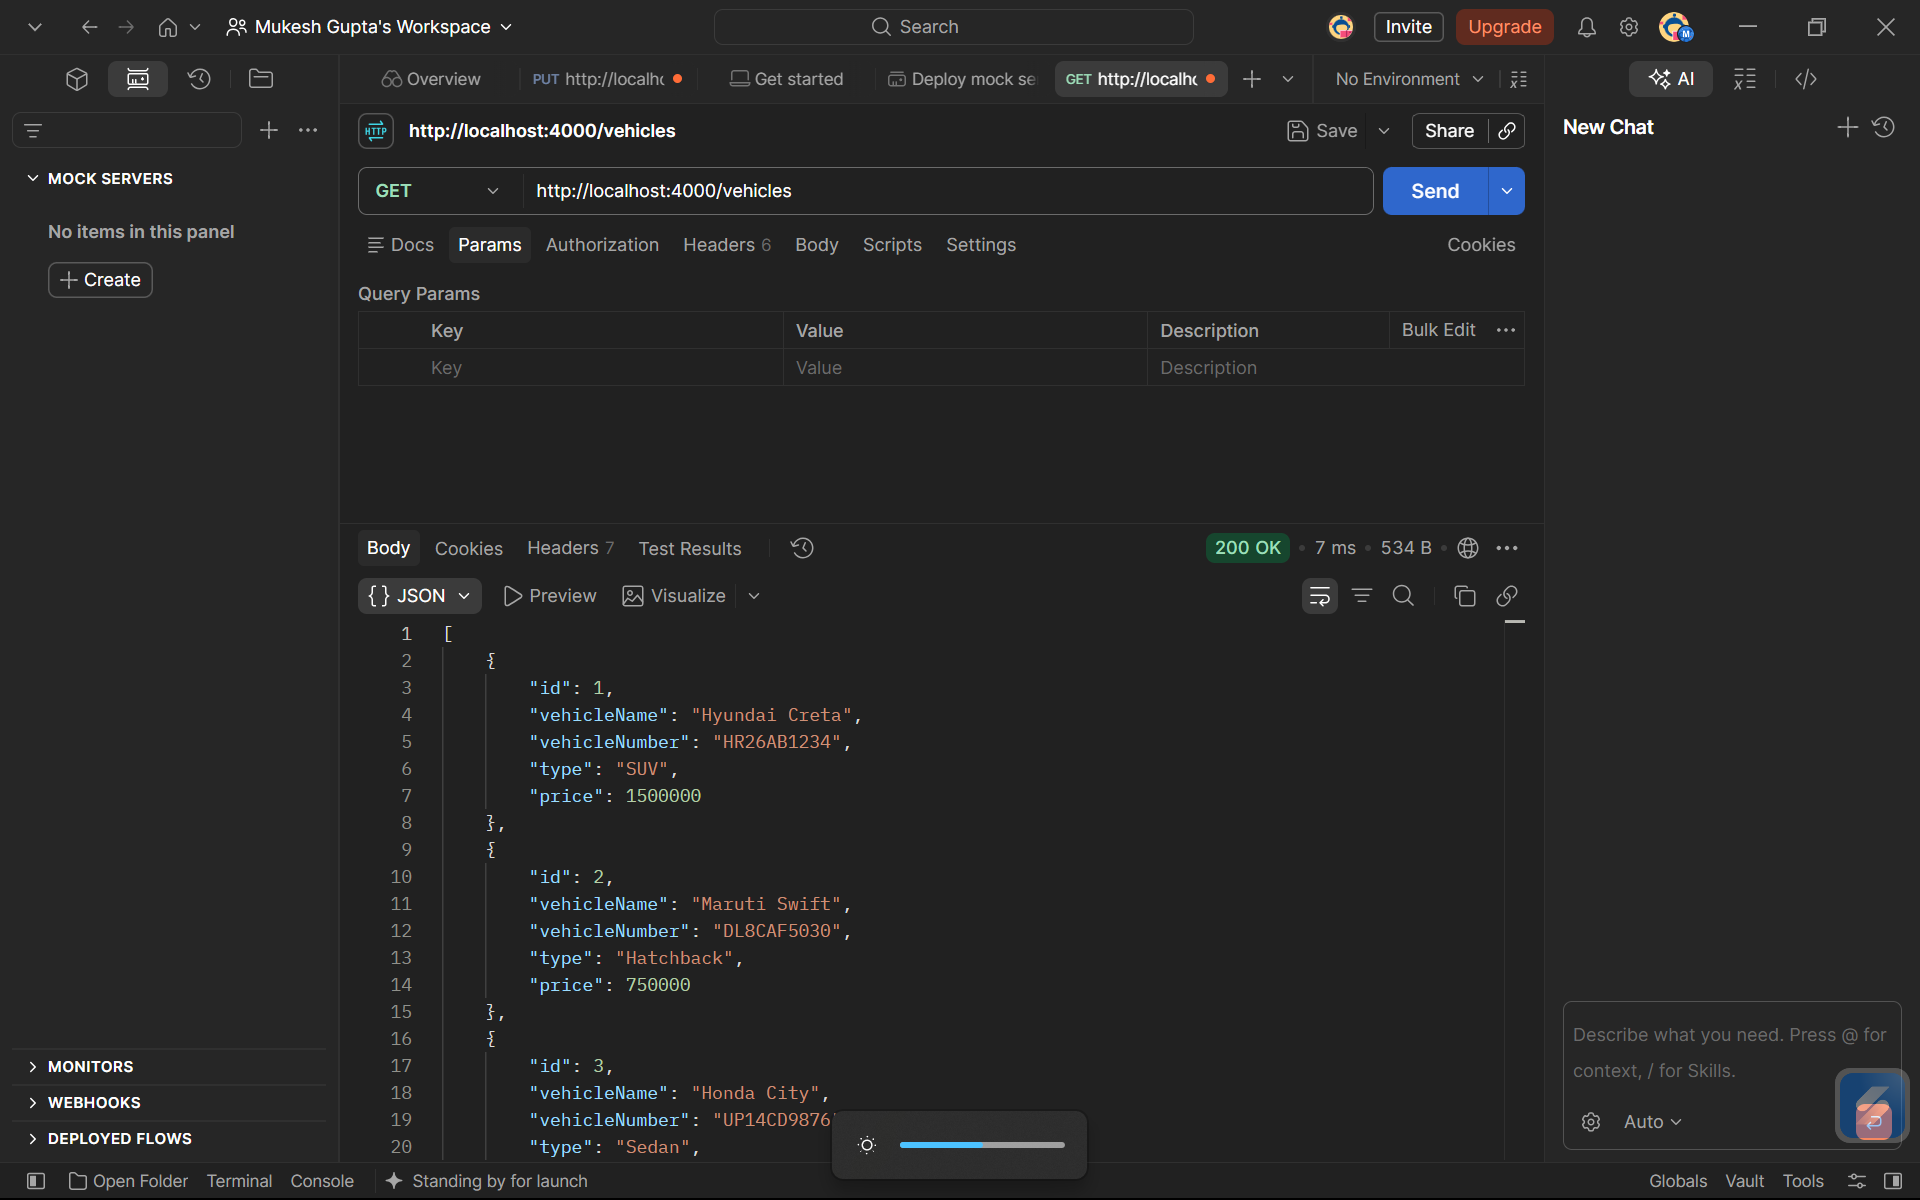 Mukesh Gupta's Workspace
Search
Invite
Upgrade
M
Overview
PUT http://localhc
Get started
Deploy mock se
GET http://localhc
No Environment
AI
MOCK SERVERS
No items in this panel
Create
HTTP
http://localhost:4000/vehicles
Save
Share
GET
http://localhost:4000/vehicles
Send
Docs
Params
Authorization
Headers 6
Body
Scripts
Settings
Cookies
Query Params
Key Value Description Bulk Edit
Key Value Description
Body
Cookies
Headers 7
Test Results
200 OK
7 ms
534 B
{} JSON
Preview
Visualize
1 [
2 {
3 "id": 1,
4 "vehicleName": "Hyundai Creta",
5 "vehicleNumber": "HR26AB1234",
6 "type": "SUV",
7 "price": 1500000
8 },
9 {
10 "id": 2,
11 "vehicleName": "Maruti Swift",
12 "vehicleNumber": "DL8CAF5030",
13 "type": "Hatchback",
14 "price": 750000
15 },
16 {
17 "id": 3,
18 "vehicleName": "Honda City",
19 "vehicleNumber": "UP14CD9876
20 "type": "Sedan",
MONITORS
WEBHOOKS
DEPLOYED FLOWS
New Chat
Describe what you need. Press @ for
context, / for Skills.
Auto
Open Folder
Terminal
Console
Standing by for launch
Globals
Vault
Tools